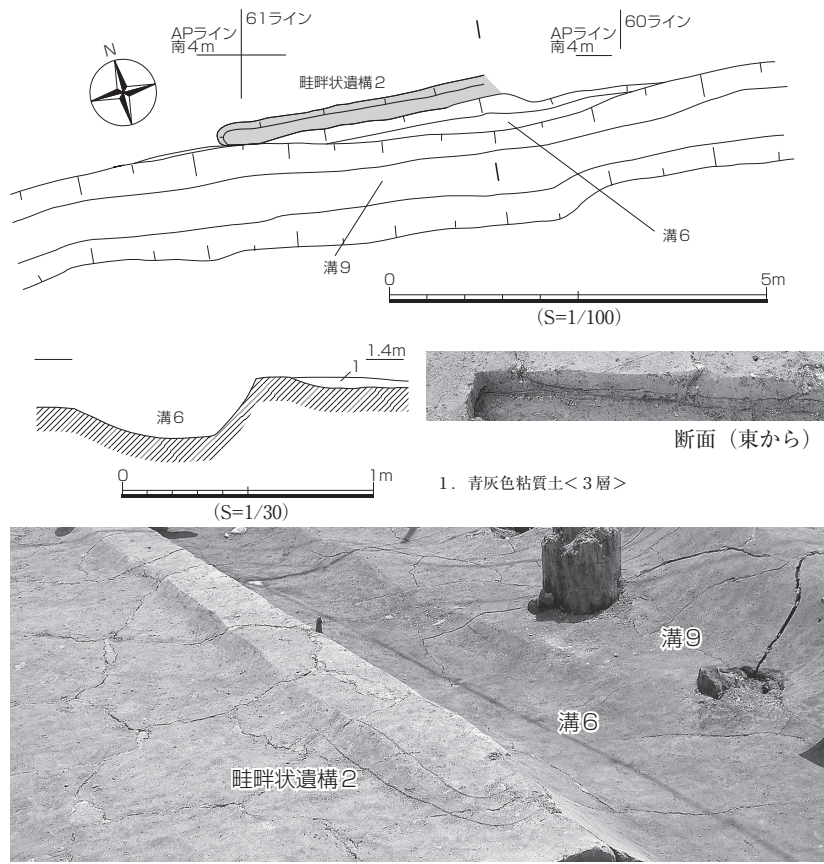 APライン
南4m
61ライン
APライン
南4m
60ライン
N
畦畔状遺構2
溝6
溝9
0
5m
(S=1/100)
1.4m
1
溝6
断面（東から）
0
1m
(S=1/30)
1．青灰色粘質土＜3層＞
溝9
溝6
畦畔状遺構2